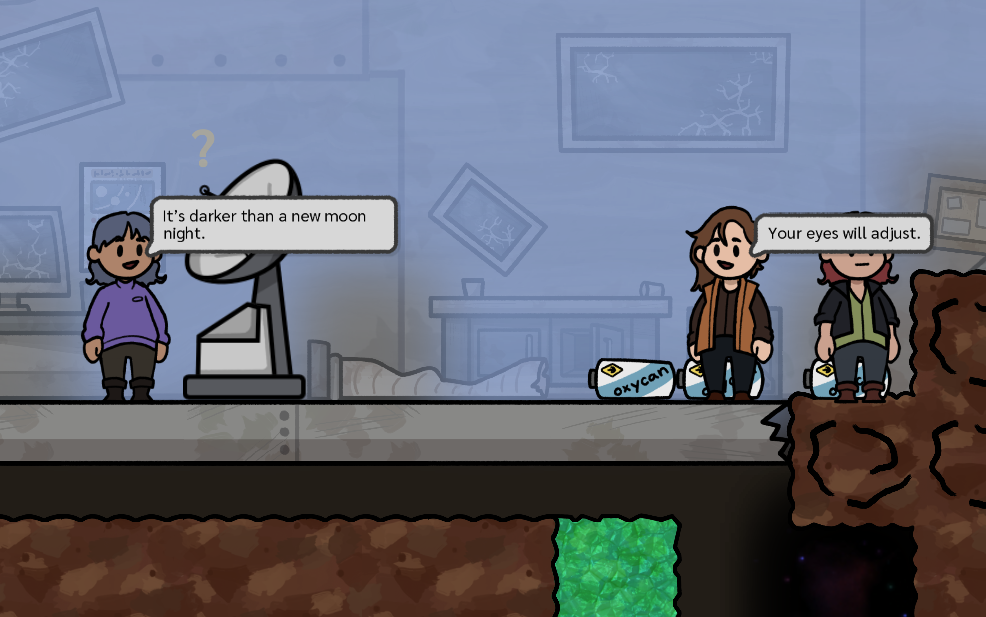 ?
It's darker than a new moon
night.
Your eyes will adjust.
oxycan